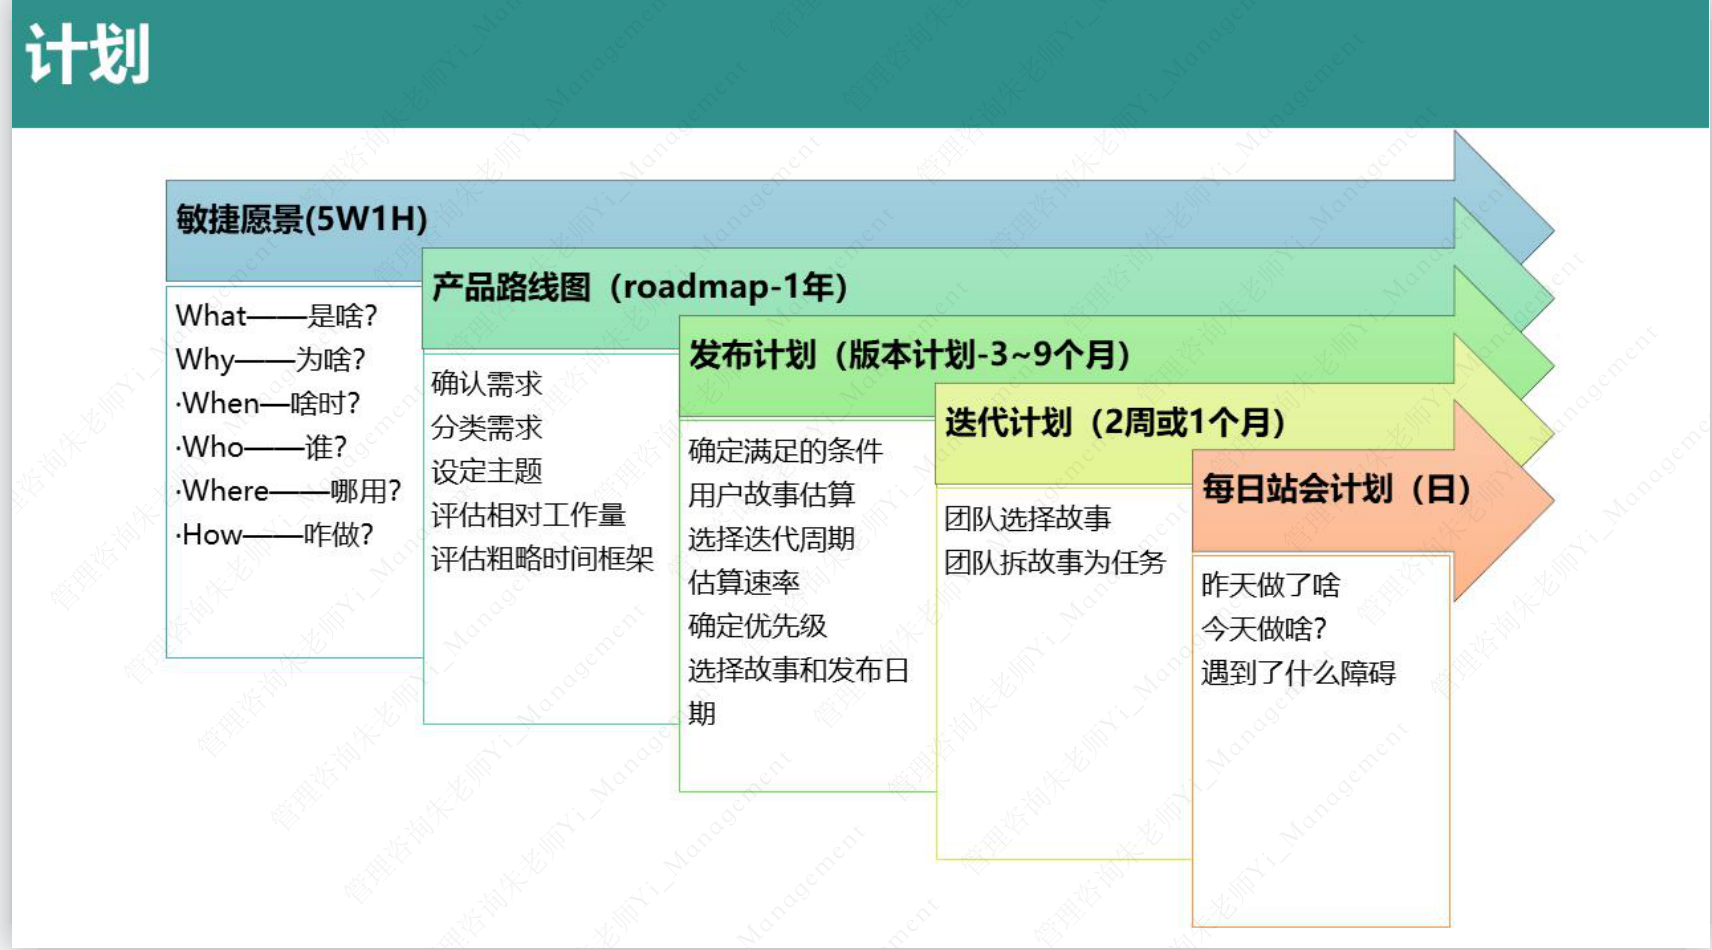 计划
敏捷愿景(5W1H)
What——是啥?
Why——为啥?
·When—啥时?
·Who——谁?
·Where——哪用?
·How——咋做?
产品路线图（roadmap-1年）
确认需求
分类需求
设定主题
评估相对工作量
评估粗略时间框架
发布计划（版本计划-3~9个月）
确定满足的条件
用户故事估算
选择迭代周期
估算速率
确定优先级
选择故事和发布日
期
迭代计划（2周或1个月）
团队选择故事
团队拆故事为任务
每日站会计划（日）
昨天做了啥
今天做啥?
遇到了什么障碍
管理咨询朱老师Yi_Management